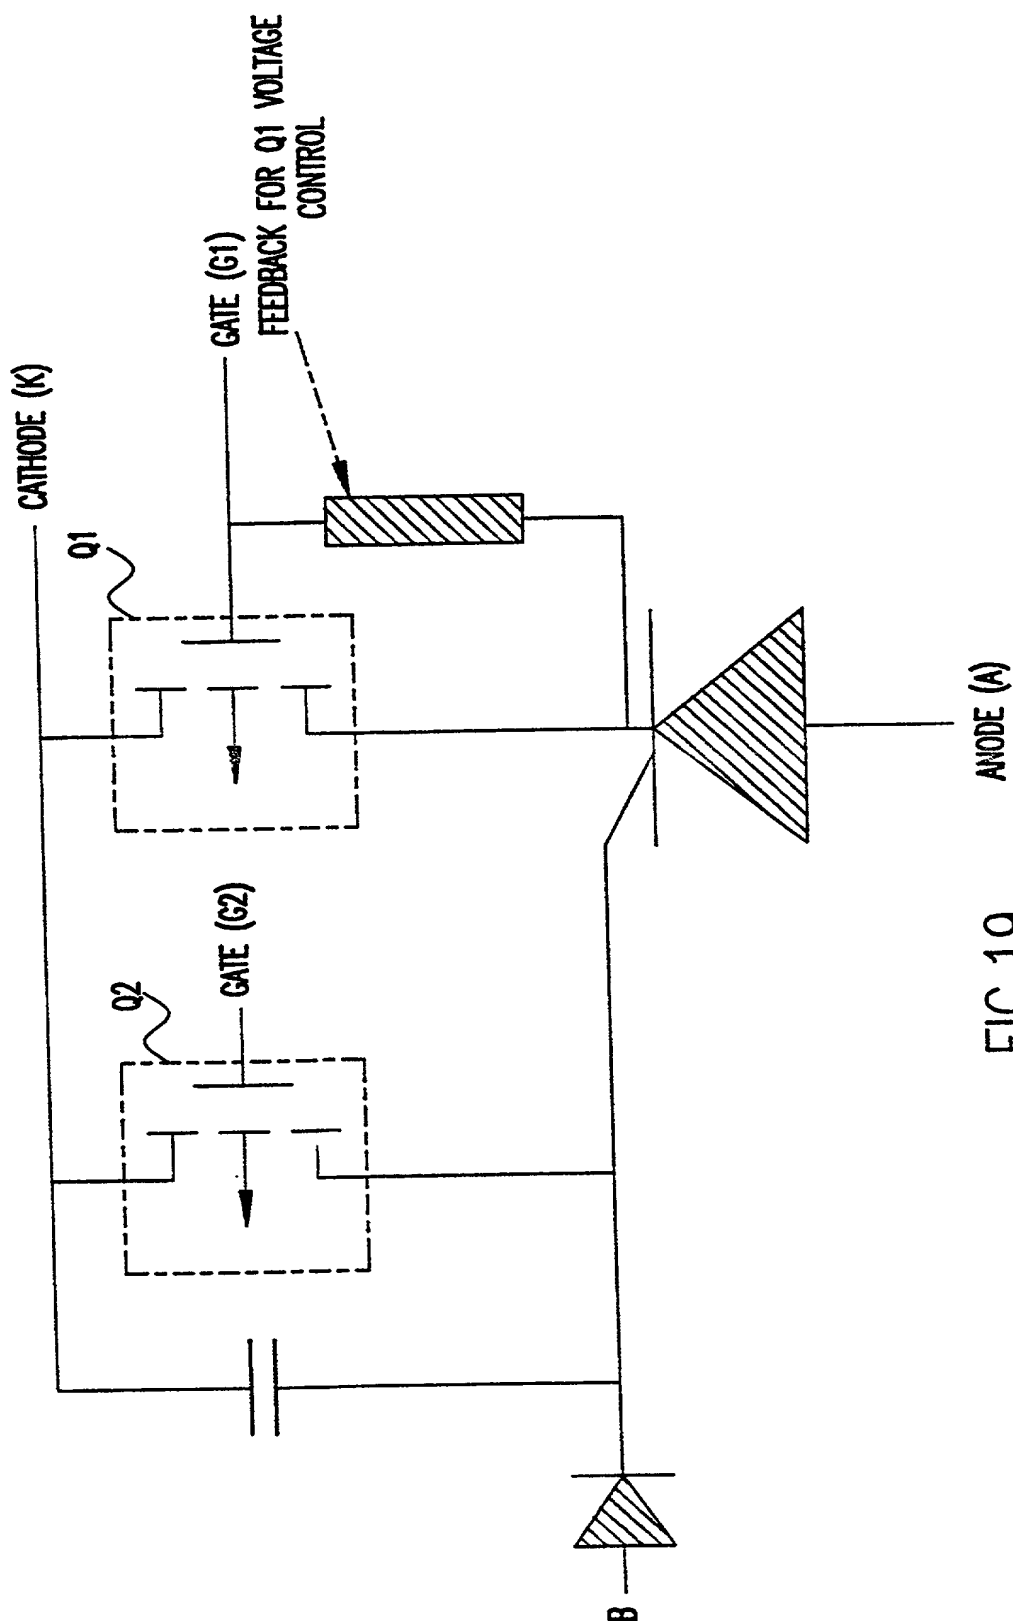 CATHODE (K)
Q1
GATE (G1)
FEEDBACK FOR Q1 VOLTAGE
CONTROL
Q2
GATE (G2)
B
ANODE (A)